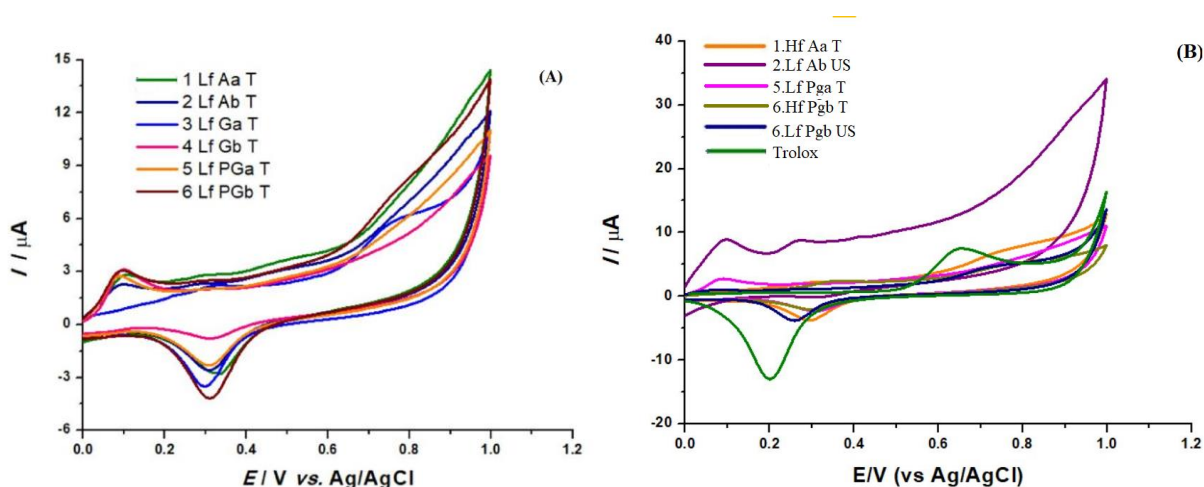 15
12
9
6
3
0
-3
-6
I / μA
1 Lf Aa T
2 Lf Ab T
3 Lf Ga T
4 Lf Gb T
5 Lf PGa T
6 Lf PGb T
(A)
0.0 0.2 0.4 0.6 0.8 1.0 1.2
E / V vs. Ag/AgCl
40
30
20
10
0
-10
-20
I / μA
1.Hf Aa T
2.Lf Ab US
5.Lf Pga T
6.Hf Pgb T
6.Lf Pgb US
Trolox
(B)
0.0 0.2 0.4 0.6 0.8 1.0 1.2
E/V (vs Ag/AgCl)